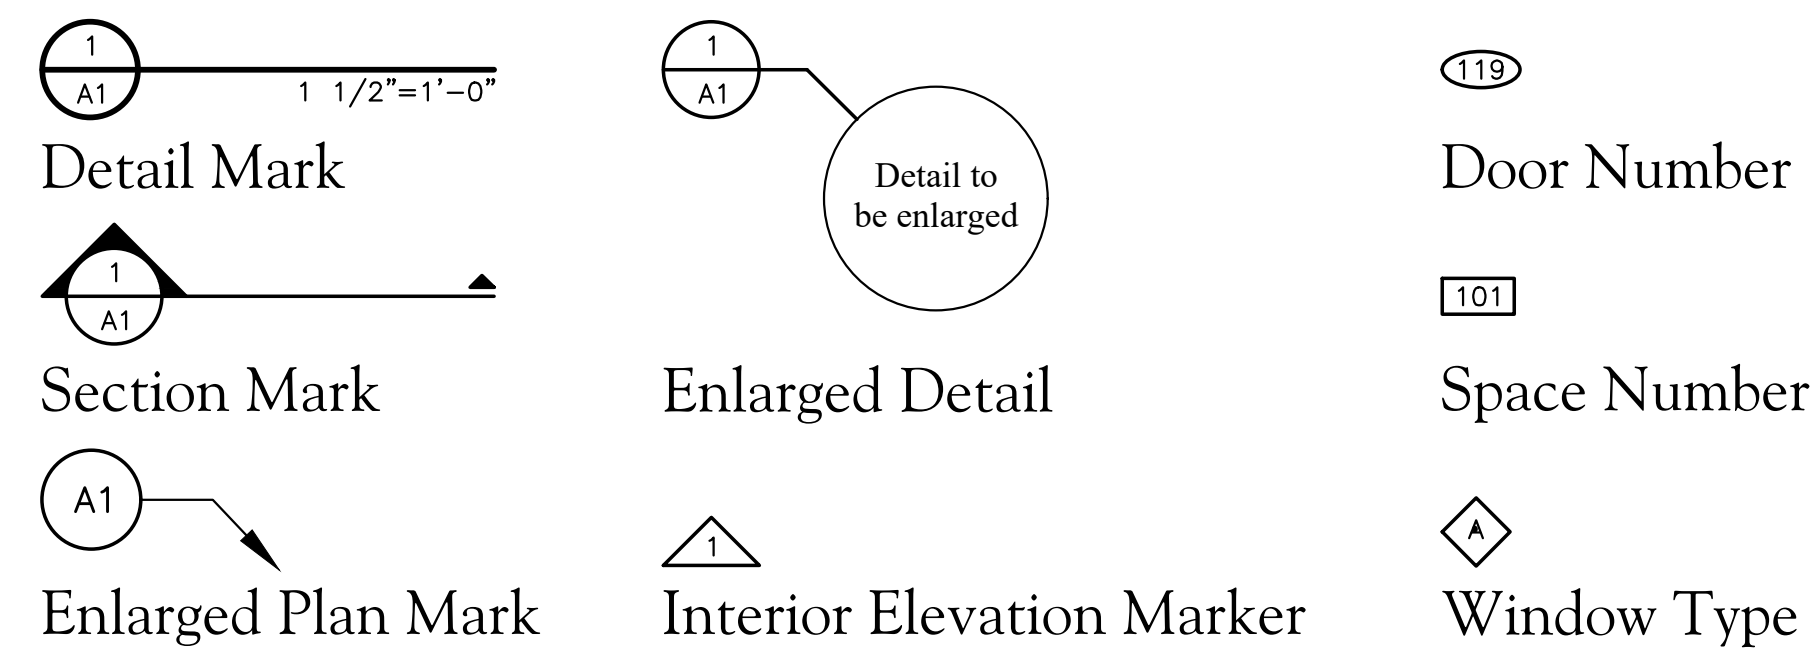 1
A1
1 1/2"=1'-0"
Detail Mark
1
A1
Section Mark
A1
Enlarged Plan Mark
1
A1
Detail to
be enlarged
Enlarged Detail
1
Interior Elevation Marker
119
Door Number
101
Space Number
A
Window Type